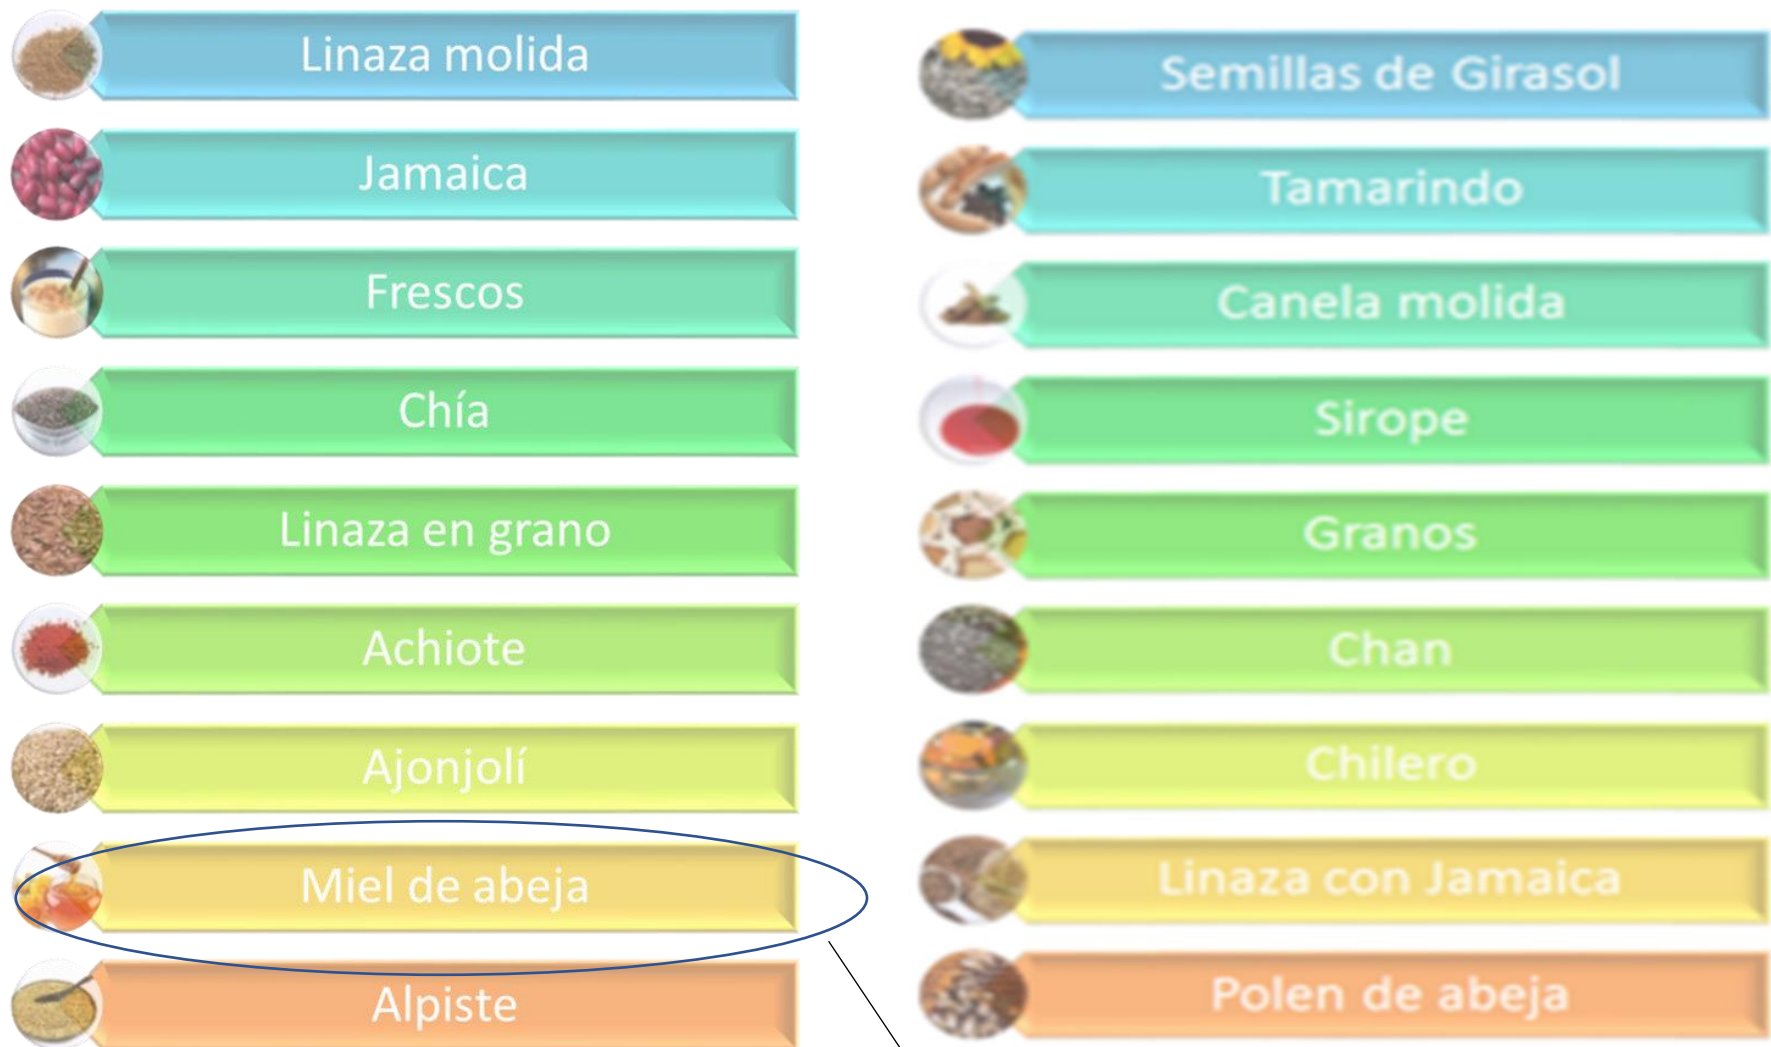 Linaza molida
Jamaica
Frescos
Chía
Linaza en grano
Achiote
Ajonjolí
Miel de abeja
Alpiste
Semillas de Girasol
Tamarindo
Canela molida
Sirope
Granos
Chan
Chilero
Linaza con Jamaica
Polen de abeja